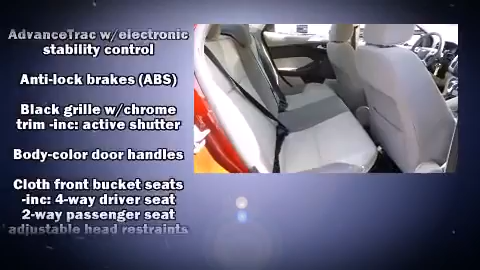 AdvanceTrac w/electronic
stability control
Anti-lock brakes (ABS)
Black grille w/chrome
trim -inc: active shutter
Body-color door handles
Cloth front bucket seats
-inc: 4-way driver seat
2-way passenger seat
adjustable head restraints